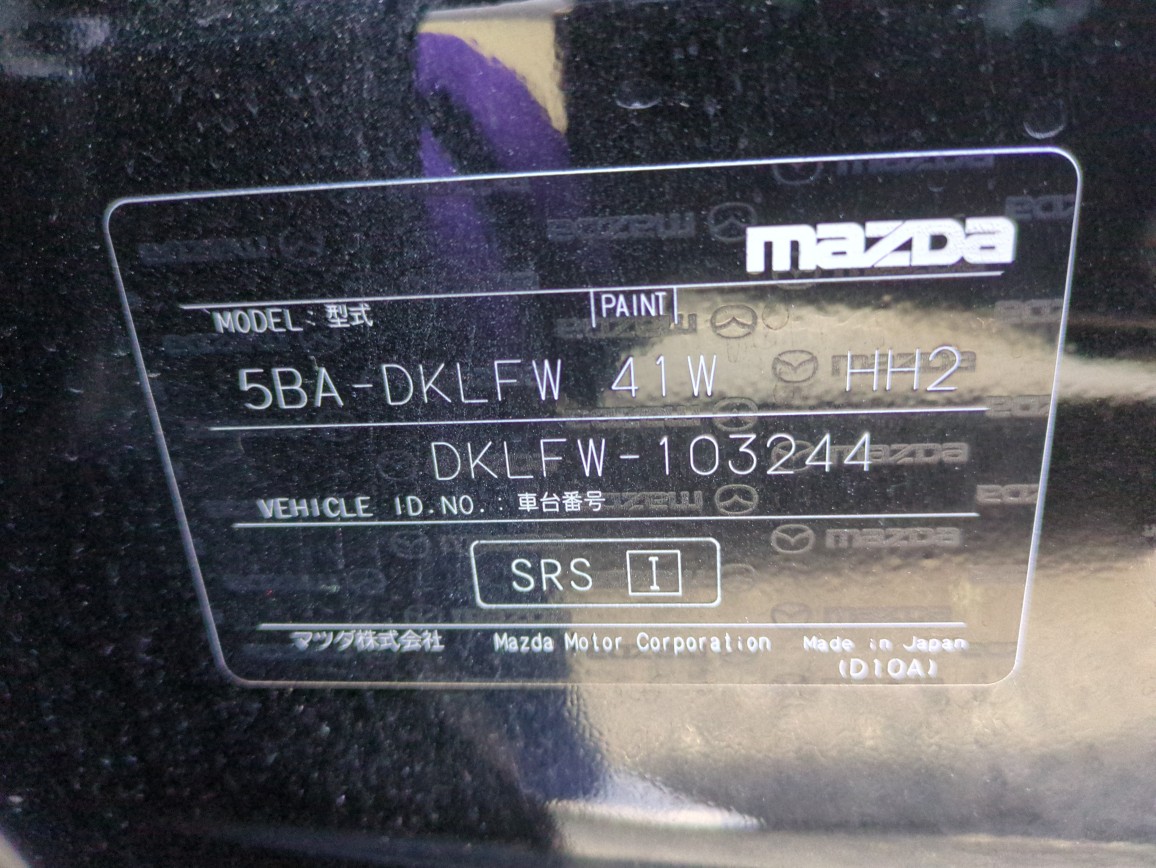 mazda
MODEL: 型式 PAINT
5BA-DKLFW 41W HH2
DKLFW-103244
VEHICLE ID.NO.: 車台番号
SRS I
マツダ株式会社 Mazda Motor Corporation Made in Japan
(D10A)